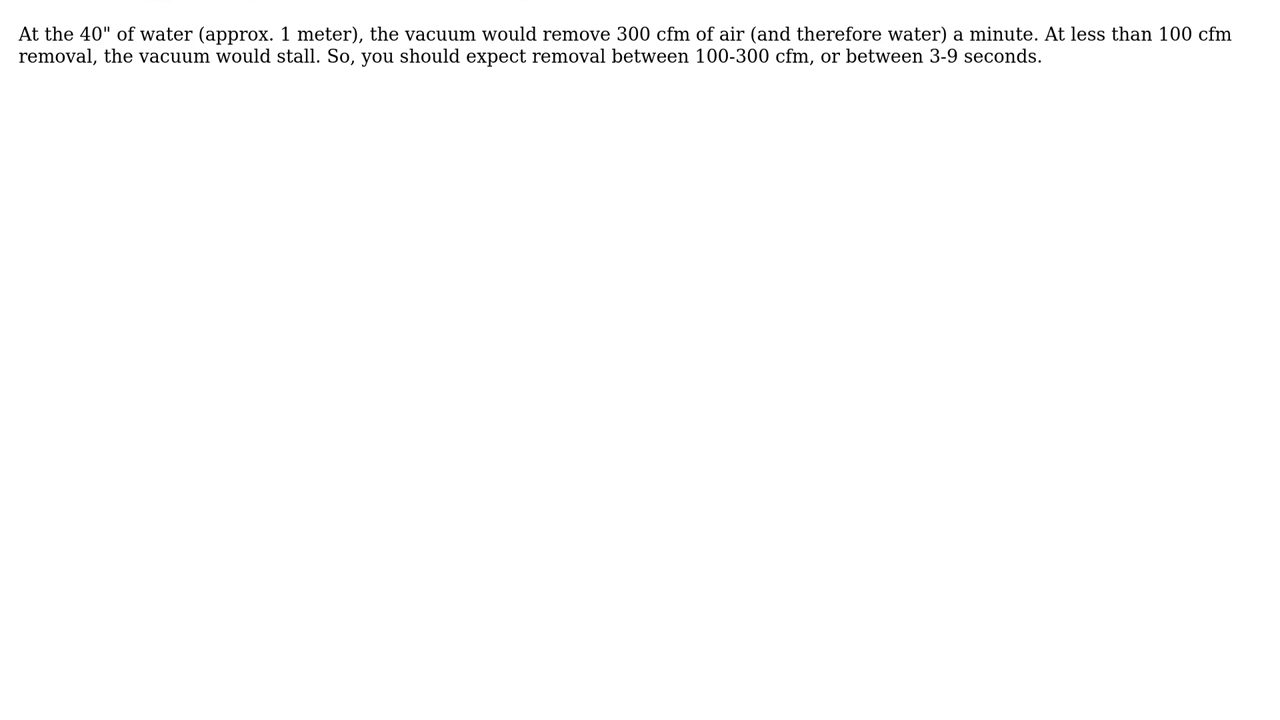 At the 40" of water (approx. 1 meter), the vacuum would remove 300 cfm of air (and therefore water) a minute. At less than 100 cfm
removal, the vacuum would stall. So, you should expect removal between 100-300 cfm, or between 3-9 seconds.